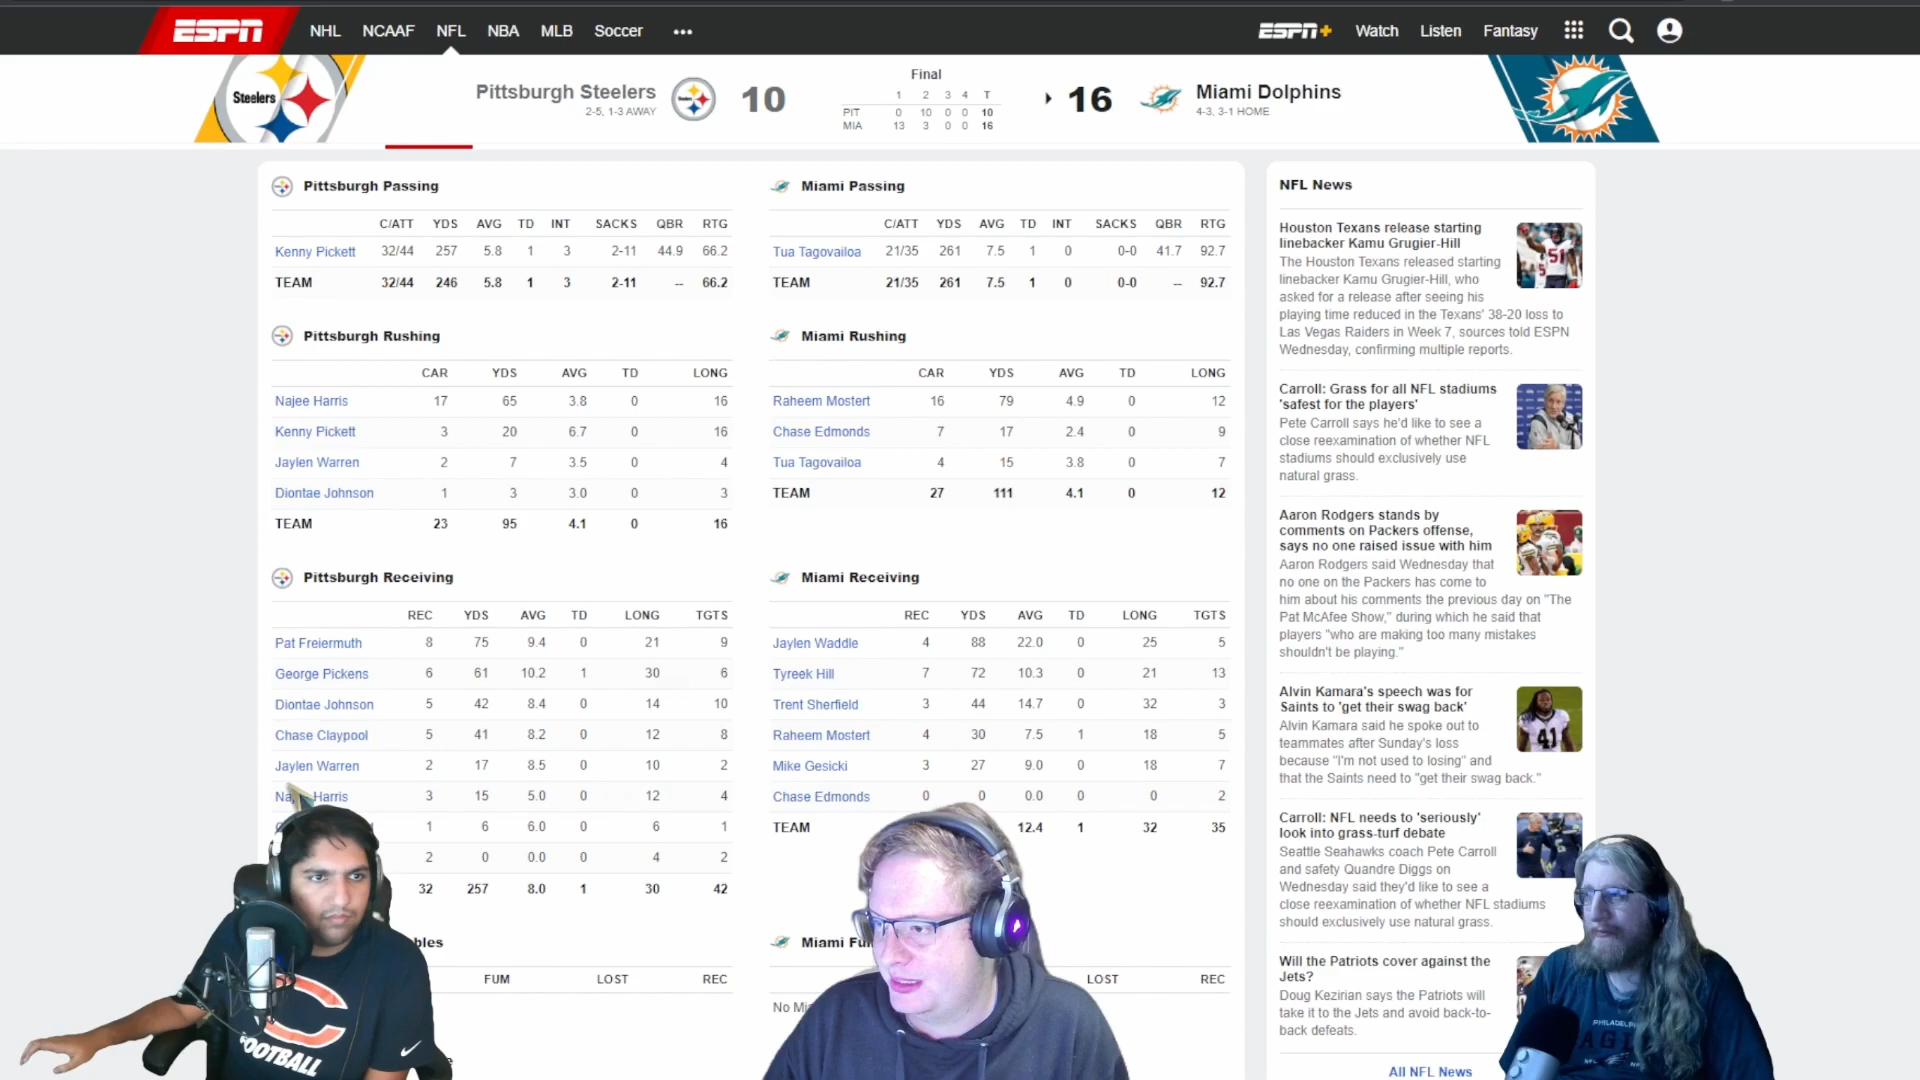 ESPN NHL NCAAF NFL NBA MLB Soccer ••• ESPN+ Watch Listen Fantasy
Steelers
Pittsburgh Steelers
2-5, 1-3 AWAY
Steelers
10
Final
1 2 3 4 T
PIT 0 10 0 0 10
MIA 13 3 0 0 16
16
Miami Dolphins
4-3, 3-1 HOME
Pittsburgh Passing
C/ATT YDS AVG TD INT SACKS QBR RTG
Kenny Pickett 32/44 257 5.8 1 3 2-11 44.9 66.2
TEAM 32/44 246 5.8 1 3 2-11 -- 66.2
Miami Passing
C/ATT YDS AVG TD INT SACKS QBR RTG
Tua Tagovailoa 21/35 261 7.5 1 0 0-0 41.7 92.7
TEAM 21/35 261 7.5 1 0 0-0 -- 92.7
Pittsburgh Rushing
CAR YDS AVG TD LONG
Najee Harris 17 65 3.8 0 16
Kenny Pickett 3 20 6.7 0 16
Jaylen Warren 2 7 3.5 0 4
Diontae Johnson 1 3 3.0 0 3
TEAM 23 95 4.1 0 16
Miami Rushing
CAR YDS AVG TD LONG
Raheem Mostert 16 79 4.9 0 12
Chase Edmonds 7 17 2.4 0 9
Tua Tagovailoa 4 15 3.8 0 7
TEAM 27 111 4.1 0 12
Pittsburgh Receiving
REC YDS AVG TD LONG TGTS
Pat Freiermuth 8 75 9.4 0 21 9
George Pickens 6 61 10.2 1 30 6
Diontae Johnson 5 42 8.4 0 14 10
Chase Claypool 5 41 8.2 0 12 8
Jaylen Warren 2 17 8.5 0 10 2
Na Harris 3 15 5.0 0 12 4
1 6 6.0 0 6 1
2 0 0.0 0 4 2
32 257 8.0 1 30 42
Miami Receiving
REC YDS AVG TD LONG TGTS
Jaylen Waddle 4 88 22.0 0 25 5
Tyreek Hill 7 72 10.3 0 21 13
Trent Sherfield 3 44 14.7 0 32 3
Raheem Mostert 4 30 7.5 1 18 5
Mike Gesicki 3 27 9.0 0 18 7
Chase Edmonds 0 0 0.0 0 0 2
TEAM 12.4 1 32 35
bles
FUM LOST REC
Miami Fu
LOST REC
No Mi
NFL News
Houston Texans release starting
linebacker Kamu Grugier-Hill
The Houston Texans released starting
linebacker Kamu Grugier-Hill, who
asked for a release after seeing his
playing time reduced in the Texans' 38-20 loss to
Las Vegas Raiders in Week 7, sources told ESPN
Wednesday, confirming multiple reports.
51
Carroll: Grass for all NFL stadiums
'safest for the players'
Pete Carroll says he'd like to see a
close reexamination of whether NFL
stadiums should exclusively use
natural grass.
Aaron Rodgers stands by
comments on Packers offense,
says no one raised issue with him
Aaron Rodgers said Wednesday that
no one on the Packers has come to
him about his comments the previous day on "The
Pat McAfee Show," during which he said that
players "who are making too many mistakes
shouldn't be playing."
Alvin Kamara's speech was for
Saints to 'get their swag back'
Alvin Kamara said he spoke out to
teammates after Sunday's loss
because "I'm not used to losing" and
that the Saints need to "get their swag back."
41
Carroll: NFL needs to 'seriously'
look into grass-turf debate
Seattle Seahawks coach Pete Carroll
and safety Quandre Diggs on
Wednesday said they'd like to see a
close reexamination of whether NFL stadiums
should exclusively use natural grass.
Will the Patriots cover against the
Jets?
Doug Kezirian says the Patriots will
take it to the Jets and avoid back-to-
back defeats.
All NFL News
FOOTBALL